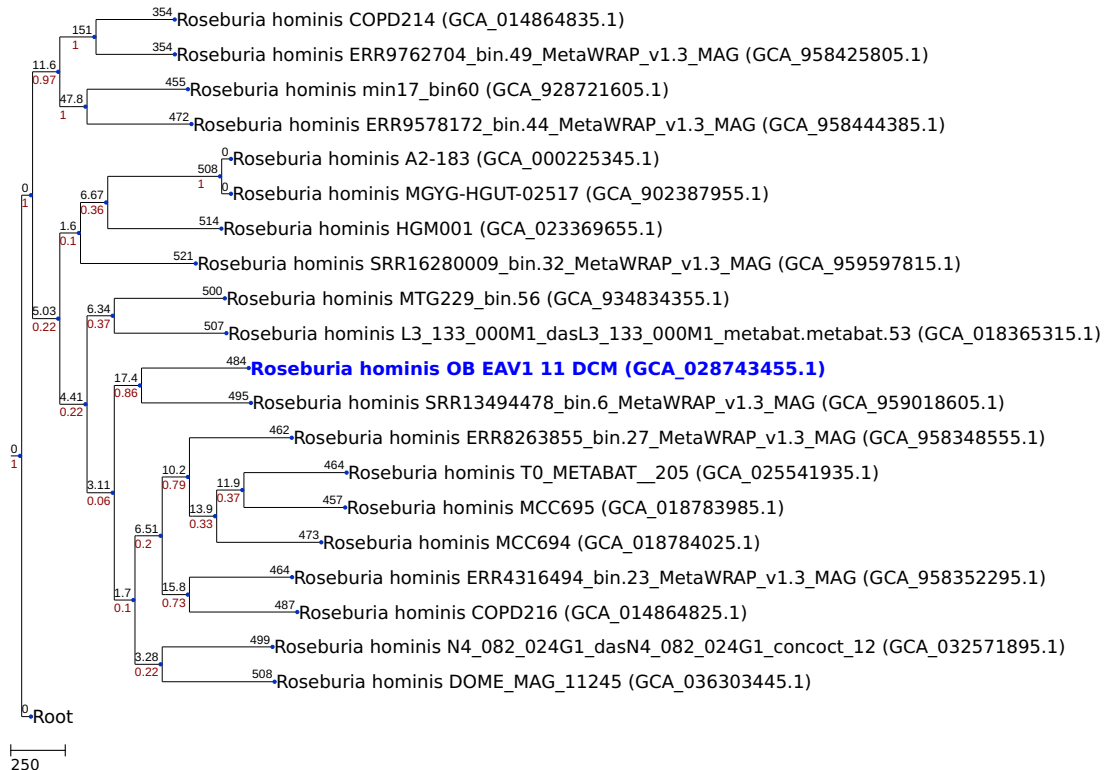 354 Roseburia hominis COPD214 (GCA_014864835.1)
151
1
354 Roseburia hominis ERR9762704_bin.49_MetaWRAP_v1.3_MAG (GCA_958425805.1)
11.6
0.97
455 Roseburia hominis min17_bin60 (GCA_928721605.1)
47.8
1
472 Roseburia hominis ERR9578172_bin.44_MetaWRAP_v1.3_MAG (GCA_958444385.1)
0 Roseburia hominis A2-183 (GCA_000225345.1)
508
1
0 Roseburia hominis MGYG-HGUT-02517 (GCA_902387955.1)
0
1
6.67
0.36
514 Roseburia hominis HGM001 (GCA_023369655.1)
1.6
0.1
521 Roseburia hominis SRR16280009_bin.32_MetaWRAP_v1.3_MAG (GCA_959597815.1)
500 Roseburia hominis MTG229_bin.56 (GCA_934834355.1)
5.03
0.22
6.34
0.37
507 Roseburia hominis L3_133_000M1_dasL3_133_000M1_metabat.metabat.53 (GCA_018365315.1)
484 Roseburia hominis OB EAV1 11 DCM (GCA_028743455.1)
17.4
0.86
4.41
0.22
495 Roseburia hominis SRR13494478_bin.6_MetaWRAP_v1.3_MAG (GCA_959018605.1)
462 Roseburia hominis ERR8263855_bin.27_MetaWRAP_v1.3_MAG (GCA_958348555.1)
0
1
10.2
0.79
464 Roseburia hominis T0_METABAT__205 (GCA_025541935.1)
3.11
0.06
11.9
0.37
457 Roseburia hominis MCC695 (GCA_018783985.1)
13.9
0.33
6.51
0.2
473 Roseburia hominis MCC694 (GCA_018784025.1)
464 Roseburia hominis ERR4316494_bin.23_MetaWRAP_v1.3_MAG (GCA_958352295.1)
1.7
0.1
15.8
0.73
487 Roseburia hominis COPD216 (GCA_014864825.1)
499 Roseburia hominis N4_082_024G1_dasN4_082_024G1_concoct_12 (GCA_032571895.1)
3.28
0.22
508 Roseburia hominis DOME_MAG_11245 (GCA_036303445.1)
0 Root
250